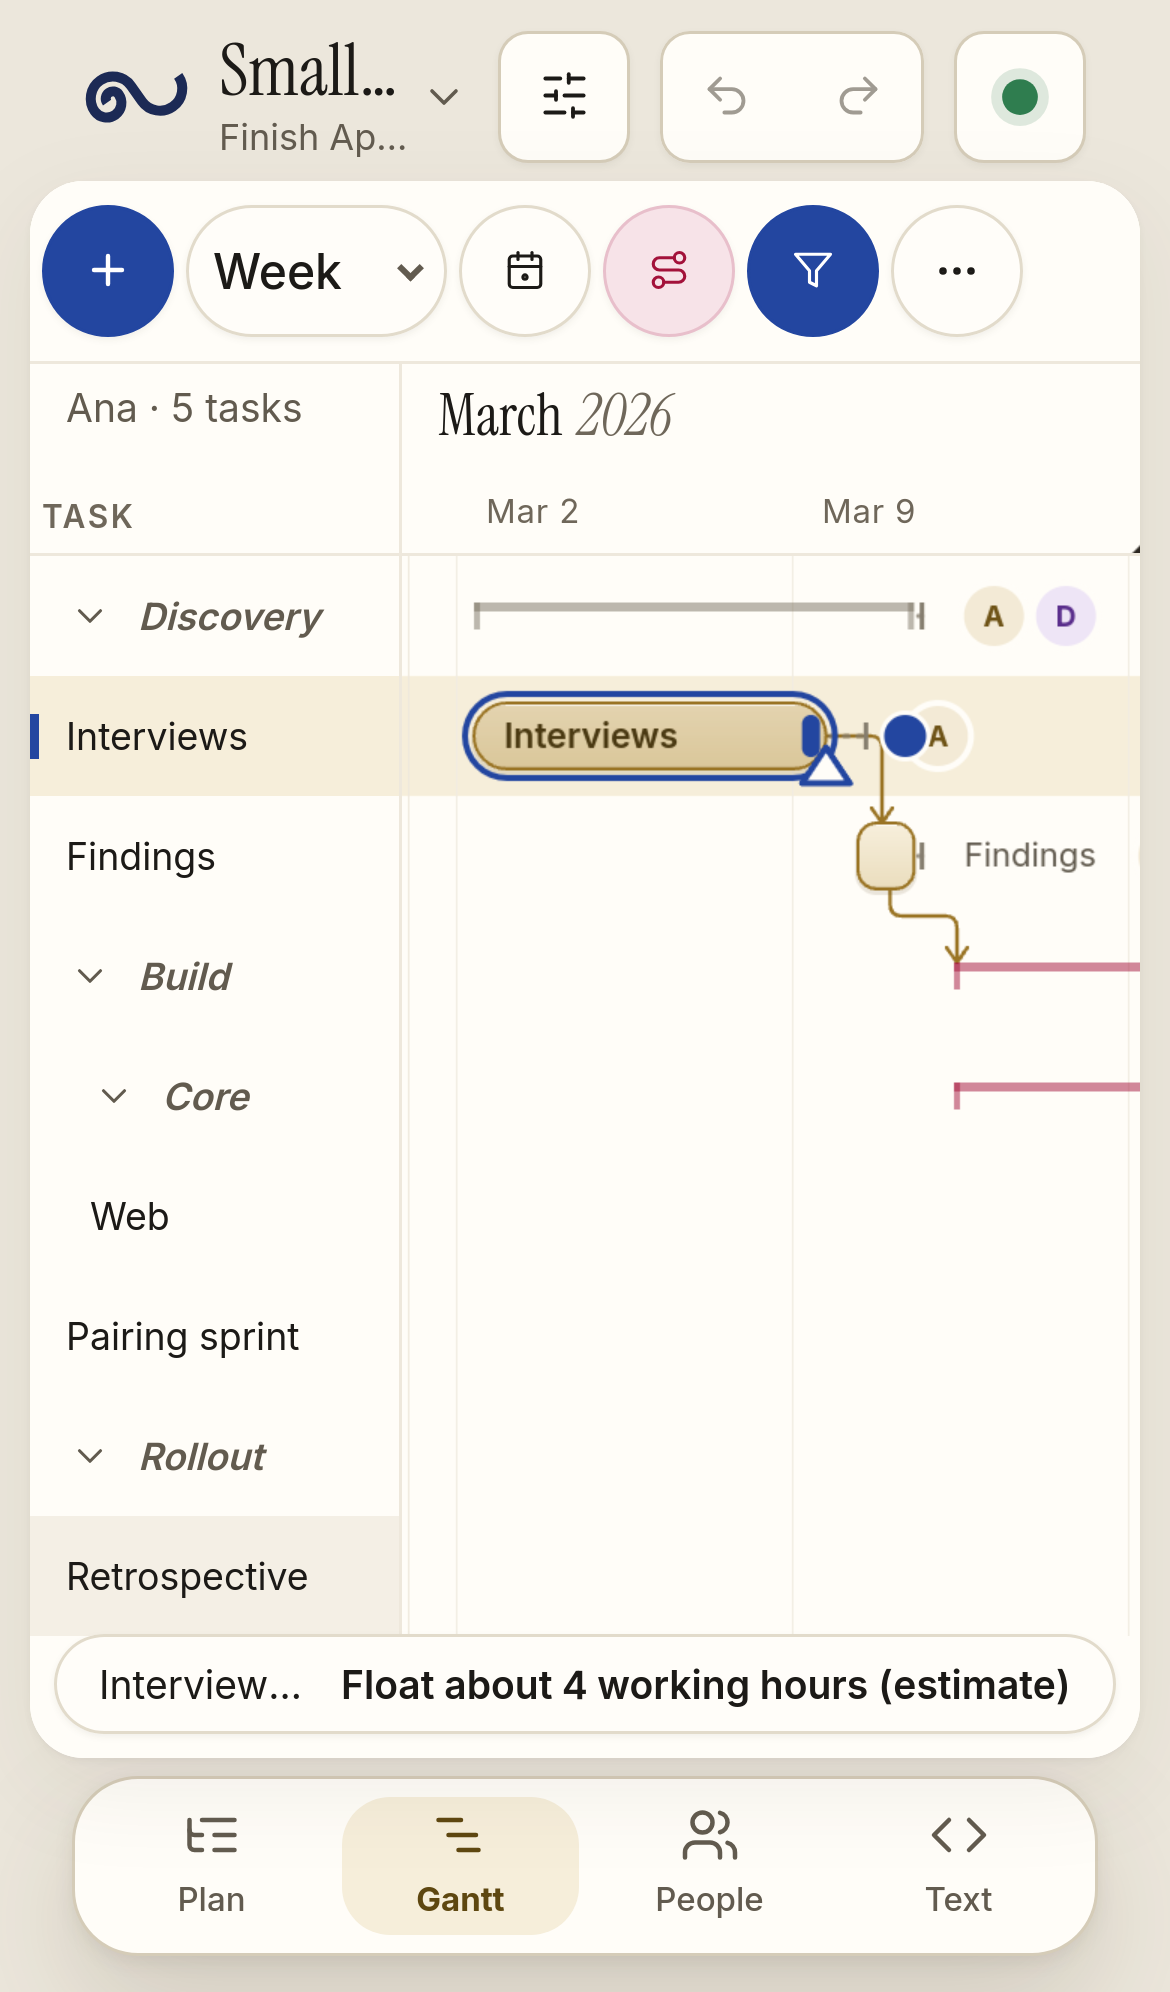 Small...
Finish Ap...
Week
Ana · 5 tasks
March 2026
TASK
Mar 2
Mar 9
Discovery
A
D
Interviews
Interviews
A
Findings
Findings
Build
Core
Web
Pairing sprint
Rollout
Retrospective
Interview...
Float about 4 working hours (estimate)
Plan
Gantt
People
Text